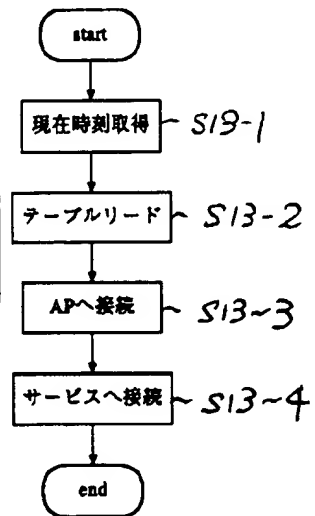 start
現在時刻取得 ~ S13-1
テーブルリード ~ S13-2
APへ接続 ~ S13~3
サービスへ接続 ~ S13~4
end